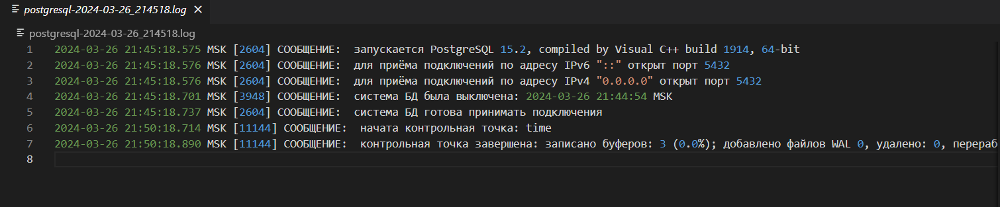 postgresql-2024-03-26_214518.log
postgresql-2024-03-26_214518.log
1 2024-03-26 21:45:18.575 MSK [2604] СООБЩЕНИЕ:  запускается PostgreSQL 15.2, compiled by Visual C++ build 1914, 64-bit
2 2024-03-26 21:45:18.576 MSK [2604] СООБЩЕНИЕ:  для приёма подключений по адресу IPv6 "::" открыт порт 5432
3 2024-03-26 21:45:18.576 MSK [2604] СООБЩЕНИЕ:  для приёма подключений по адресу IPv4 "0.0.0.0" открыт порт 5432
4 2024-03-26 21:45:18.701 MSK [3948] СООБЩЕНИЕ:  система БД была выключена: 2024-03-26 21:44:54 MSK
5 2024-03-26 21:45:18.737 MSK [2604] СООБЩЕНИЕ:  система БД готова принимать подключения
6 2024-03-26 21:50:18.714 MSK [11144] СООБЩЕНИЕ:  начата контрольная точка: time
7 2024-03-26 21:50:18.890 MSK [11144] СООБЩЕНИЕ:  контрольная точка завершена: записано буферов: 3 (0.0%); добавлено файлов WAL 0, удалено: 0, перераб
8